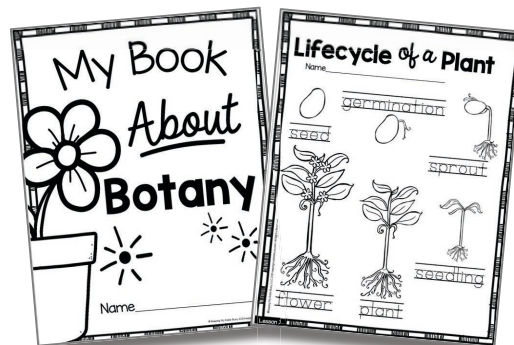 My Book
About
Botany
Name
Lifecycle of a Plant
Name
germination
seed
sprout
seedling
flower
plant
Lesson 2